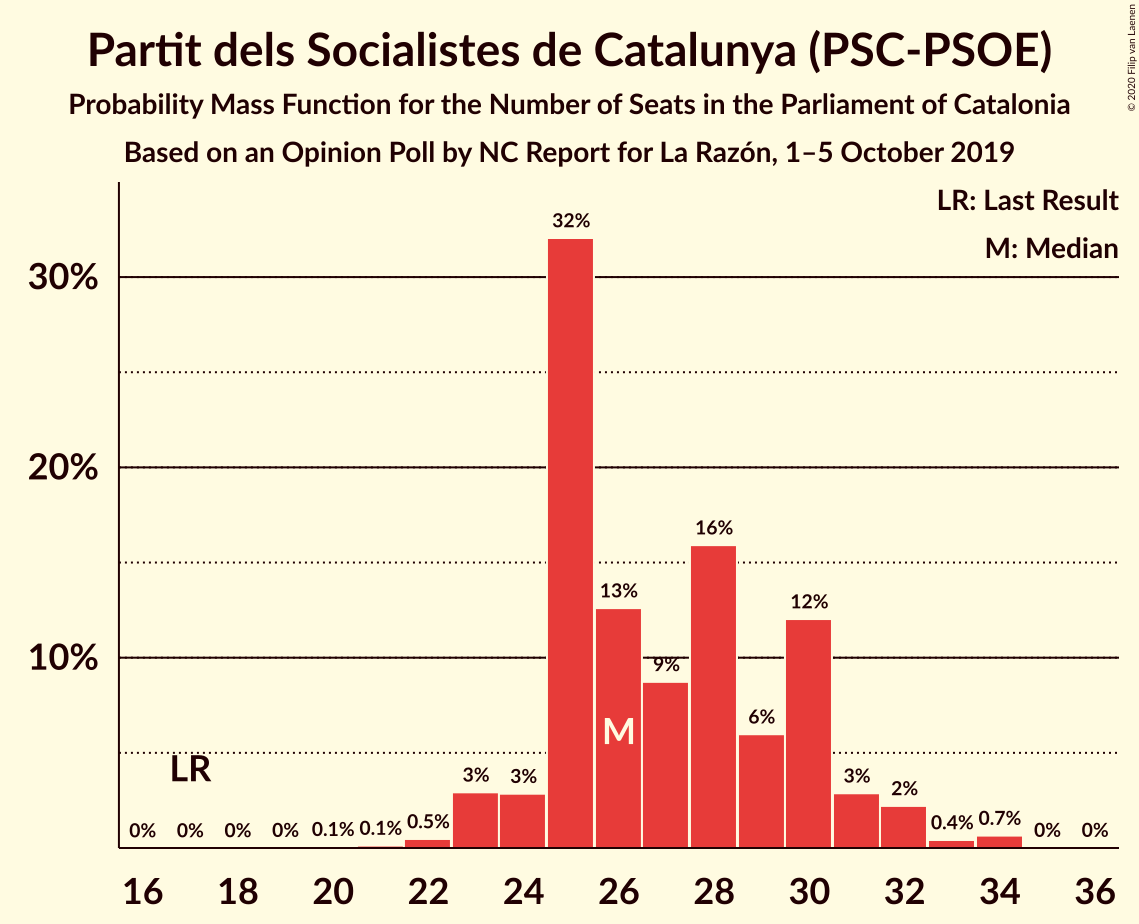 Partit dels Socialistes de Catalunya (PSC-PSOE)
Probability Mass Function for the Number of Seats in the Parliament of Catalonia
Based on an Opinion Poll by NC Report for La Razón, 1–5 October 2019
© 2020 Filip van Laenen
LR: Last Result
M: Median
30%
20%
10%
0% 0% 0% 0% 0.1% 0.1% 0.5% 3% 3% 32% 13% 9% 16% 6% 12% 3% 2% 0.4% 0.7% 0% 0%
LR
M
16 18 20 22 24 26 28 30 32 34 36